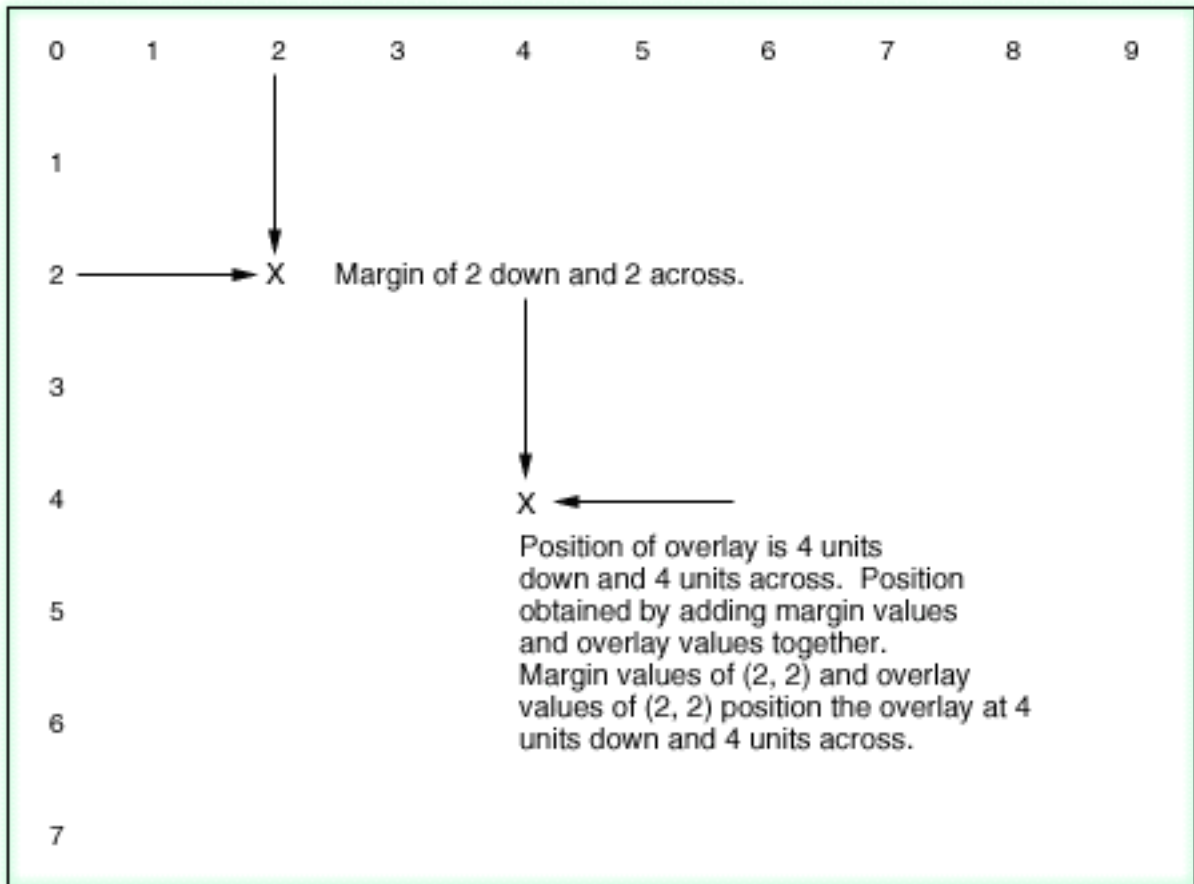 0 1 2 3 4 5 6 7 8 9
1
2 X Margin of 2 down and 2 across.
3
4 X
Position of overlay is 4 units
down and 4 units across. Position
5 obtained by adding margin values
and overlay values together.
Margin values of (2, 2) and overlay
6 values of (2, 2) position the overlay at 4
units down and 4 units across.
7